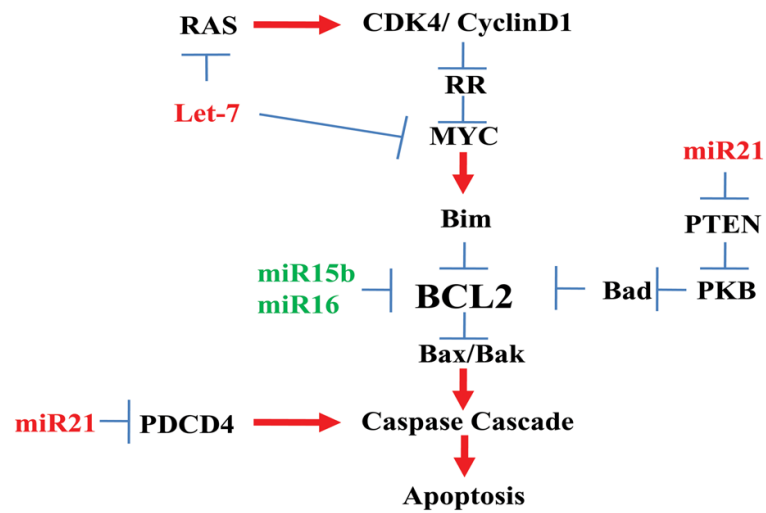 RAS
CDK4/ CyclinD1
RR
Let-7
MYC
miR21
Bim
PTEN
miR15b
miR16
BCL2
Bad
PKB
Bax/Bak
miR21
PDCD4
Caspase Cascade
Apoptosis